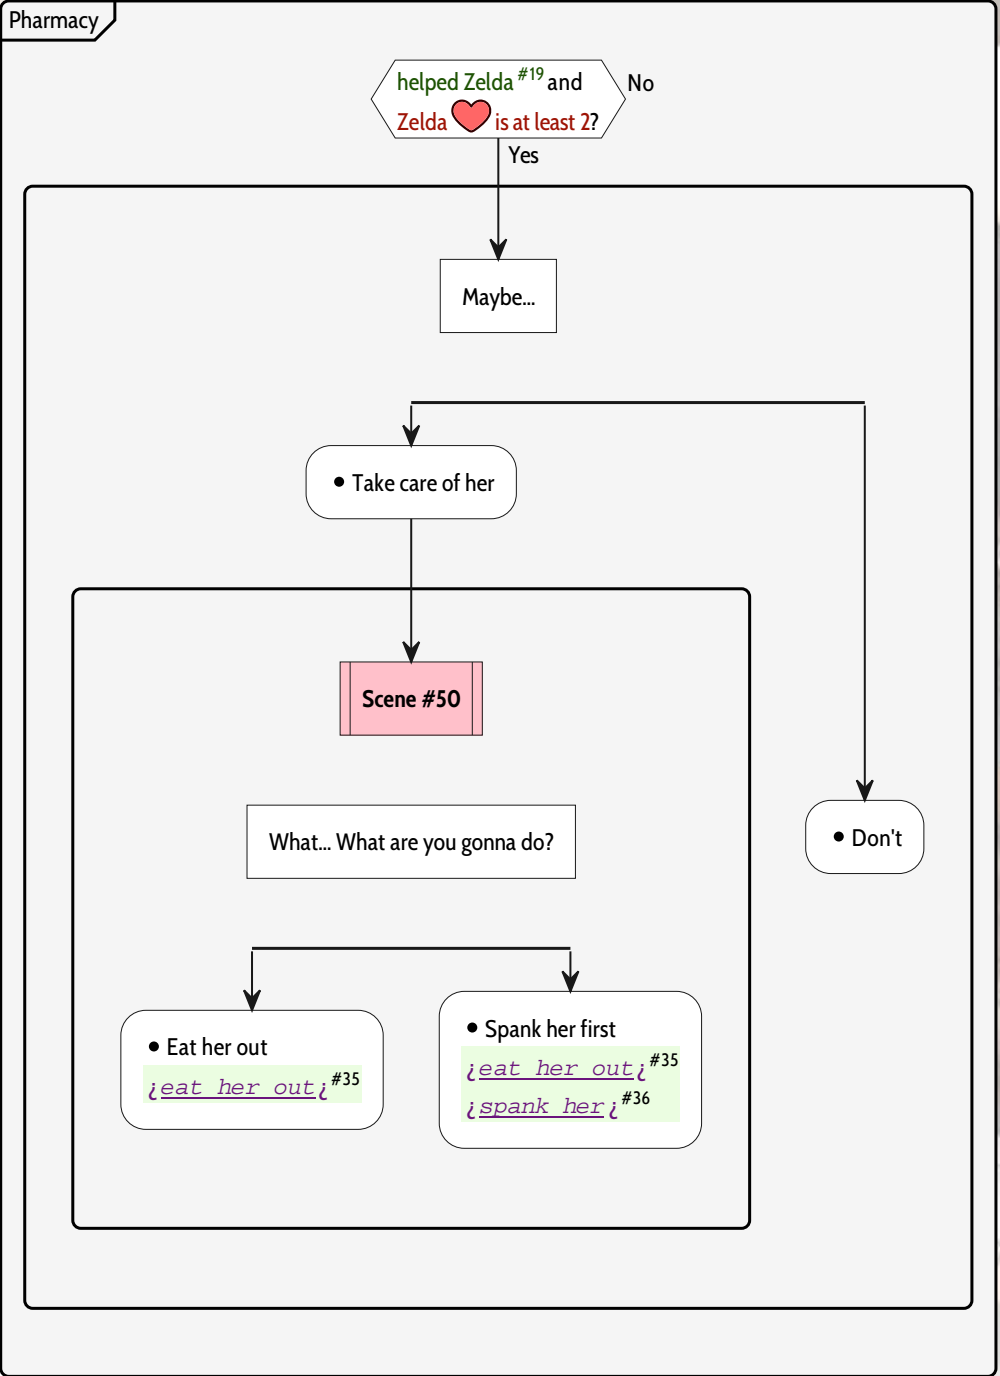 Pharmacy
helped Zelda #19 and
Zelda is at least 2?
No
Yes
Maybe...
• Take care of her
Scene #50
What... What are you gonna do?
• Don't
• Eat her out
¿eat her out¿ #35
• Spank her first
¿eat her out¿ #35
¿spank her¿ #36